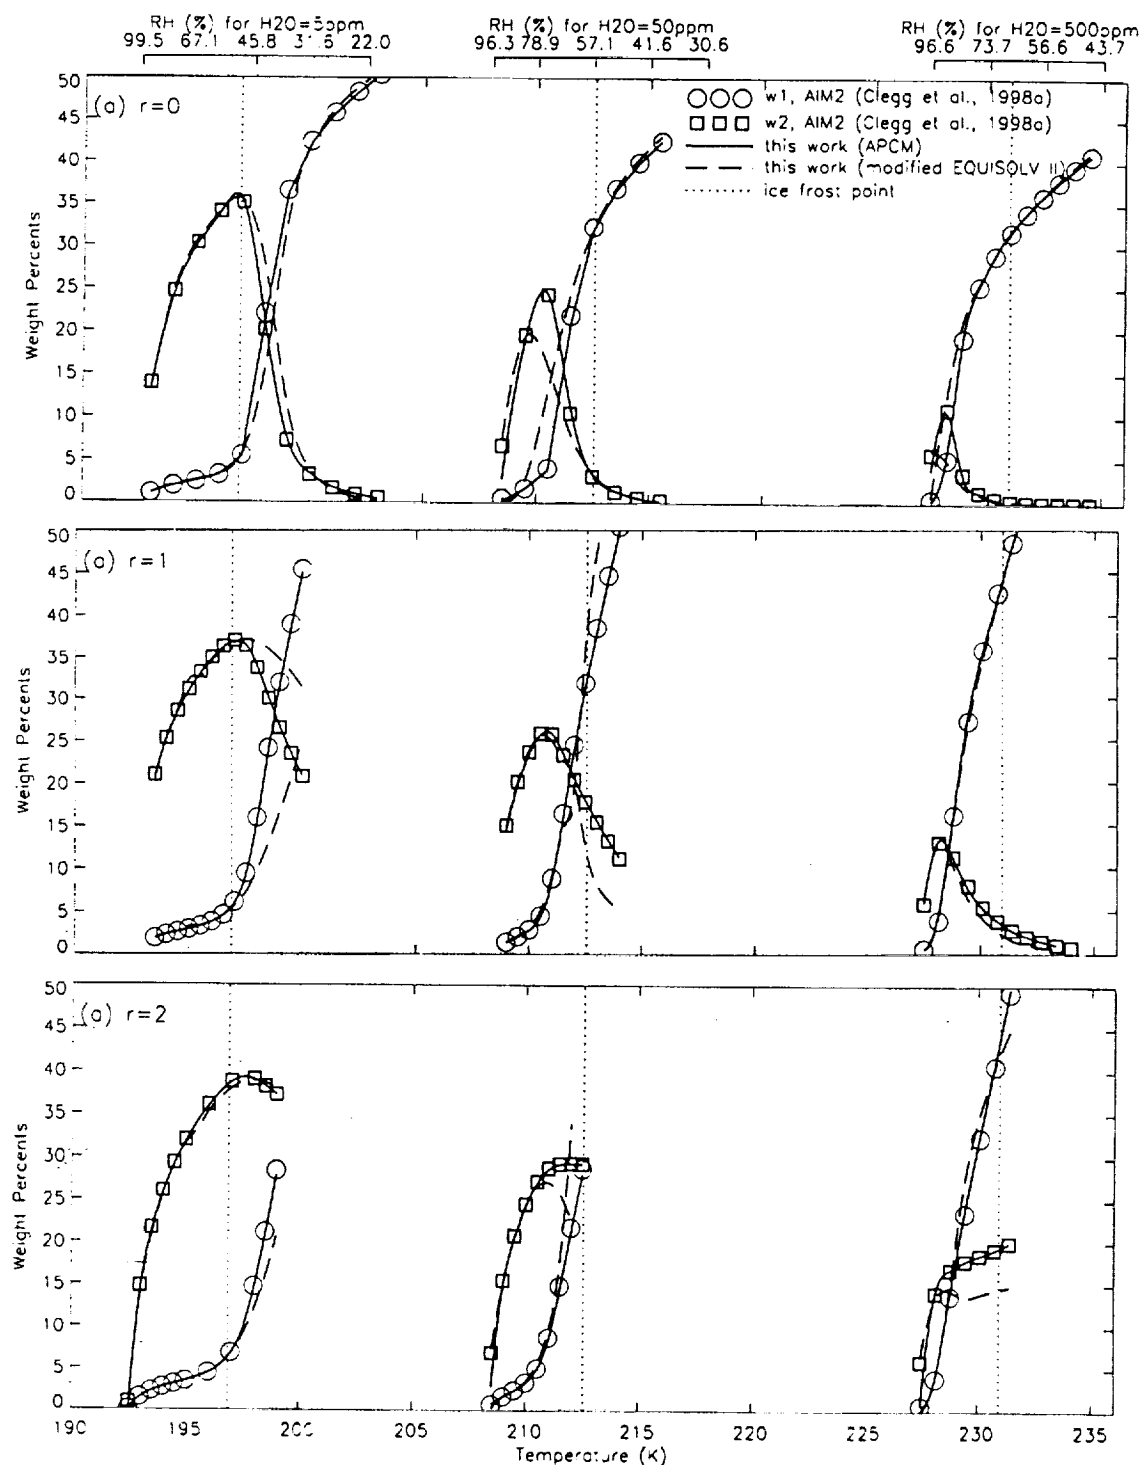 RH (%) for H2O=5ppm
99.5 67.1 45.8 31.6 22.0
RH (%) for H2O=50ppm
96.3 78.9 57.1 41.6 30.6
RH (%) for H2O=500ppm
96.6 73.7 56.6 43.7
(a) r=0
w1, AIM2 (Clegg et al., 1998a)
w2, AIM2 (Clegg et al., 1998a)
this work (APCM)
this work (modified EQUISOLV II)
ice frost point
50
45
40
35
30
25
20
15
10
5
0
Weight Percents
(a) r=1
50
45
40
35
30
25
20
15
10
5
0
Weight Percents
(a) r=2
50
45
40
35
30
25
20
15
10
5
0
Weight Percents
190 195 200 205 210 215 220 225 230 235
Temperature (K)